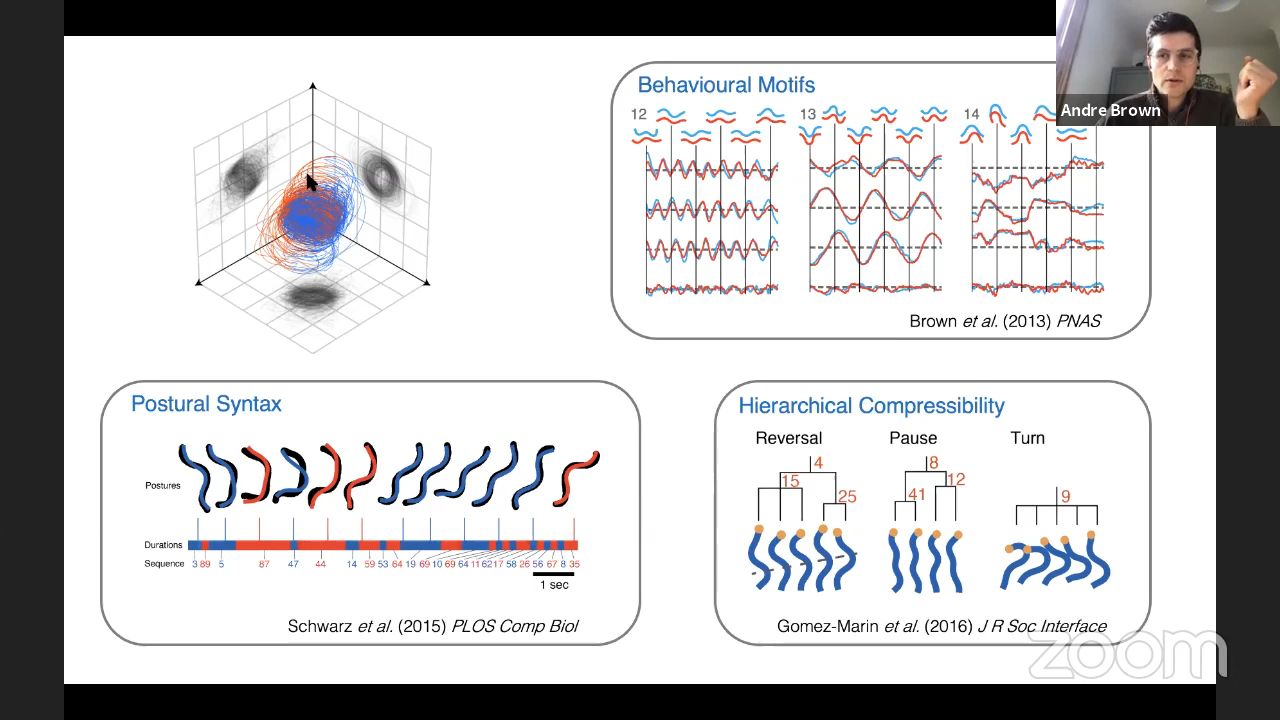 Andre Brown
Behavioural Motifs
12
13
14
Brown et al. (2013) PNAS
Postural Syntax
Postures
Durations
Sequence
3 89 5 87 47 44 14 59 53 64 19 69 10 69 64 11 62 17 58 26 56 67 8 35
1 sec
Schwarz et al. (2015) PLOS Comp Biol
Hierarchical Compressibility
Reversal Pause Turn
4 8
15 12
25 41 9
Gomez-Marin et al. (2016) J R Soc Interface
zoom